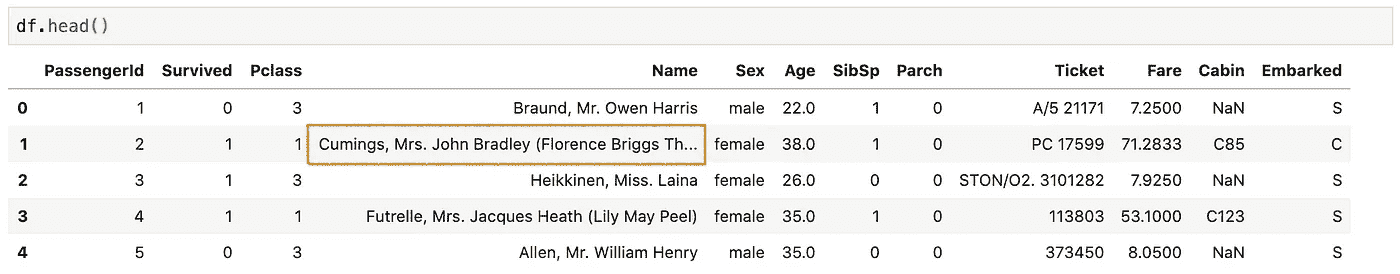 df.head()
PassengerId Survived Pclass Name Sex Age SibSp Parch Ticket Fare Cabin Embarked
0 1 0 3 Braund, Mr. Owen Harris male 22.0 1 0 A/5 21171 7.2500 NaN S
1 2 1 1 Cumings, Mrs. John Bradley (Florence Briggs Th... female 38.0 1 0 PC 17599 71.2833 C85 C
2 3 1 3 Heikkinen, Miss. Laina female 26.0 0 0 STON/O2. 3101282 7.9250 NaN S
3 4 1 1 Futrelle, Mrs. Jacques Heath (Lily May Peel) female 35.0 1 0 113803 53.1000 C123 S
4 5 0 3 Allen, Mr. William Henry male 35.0 0 0 373450 8.0500 NaN S